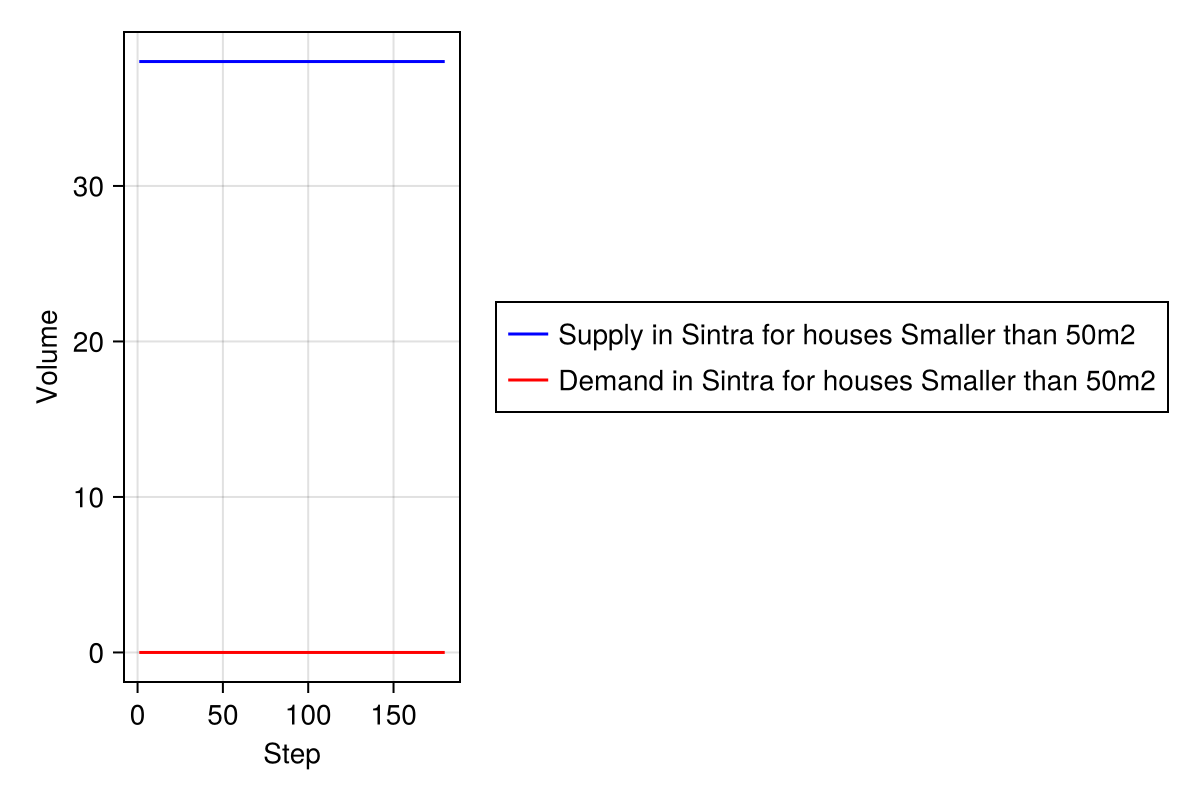 30
20
10
0
Volume
0 50 100 150
Step
Supply in Sintra for houses Smaller than 50m2
Demand in Sintra for houses Smaller than 50m2